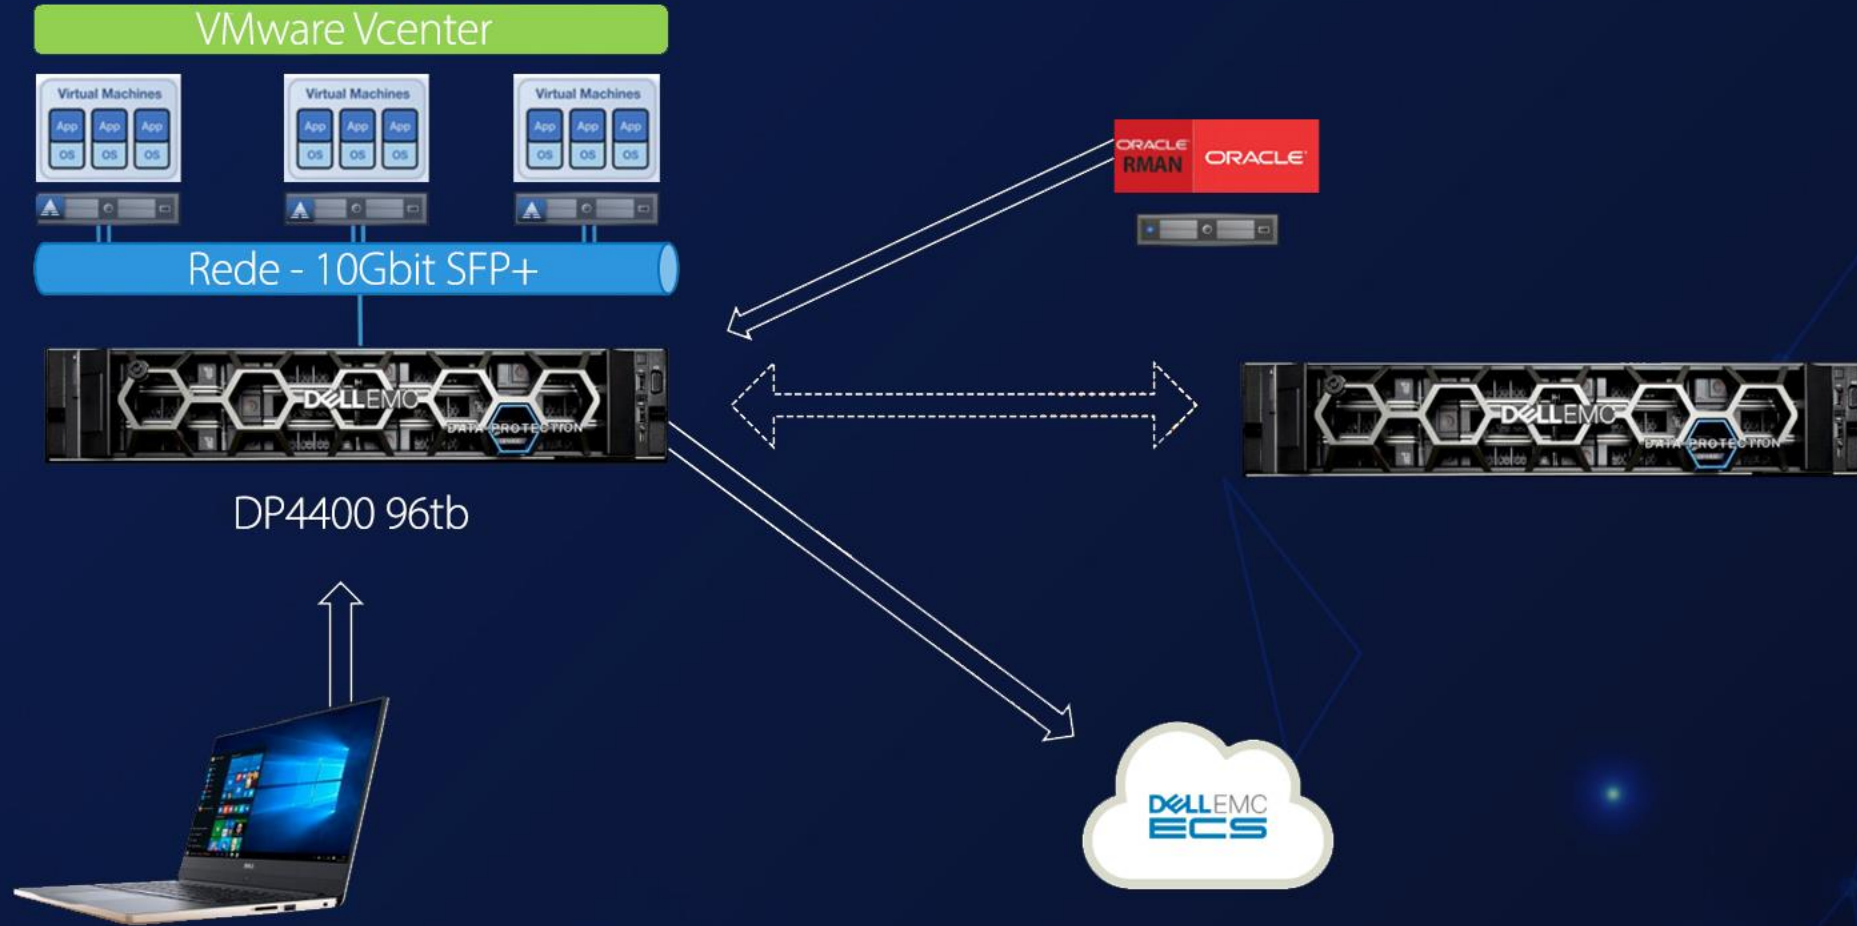 VMware Vcenter
Virtual Machines
App App App
OS OS OS
Virtual Machines
App App App
OS OS OS
Virtual Machines
App App App
OS OS OS
Rede - 10Gbit SFP+
ORACLE
RMAN
ORACLE
DELLEMC
DATA PROTECTION
DP4400 96tb
DELLEMC
DATA PROTECTION
DELLEMC
ECS